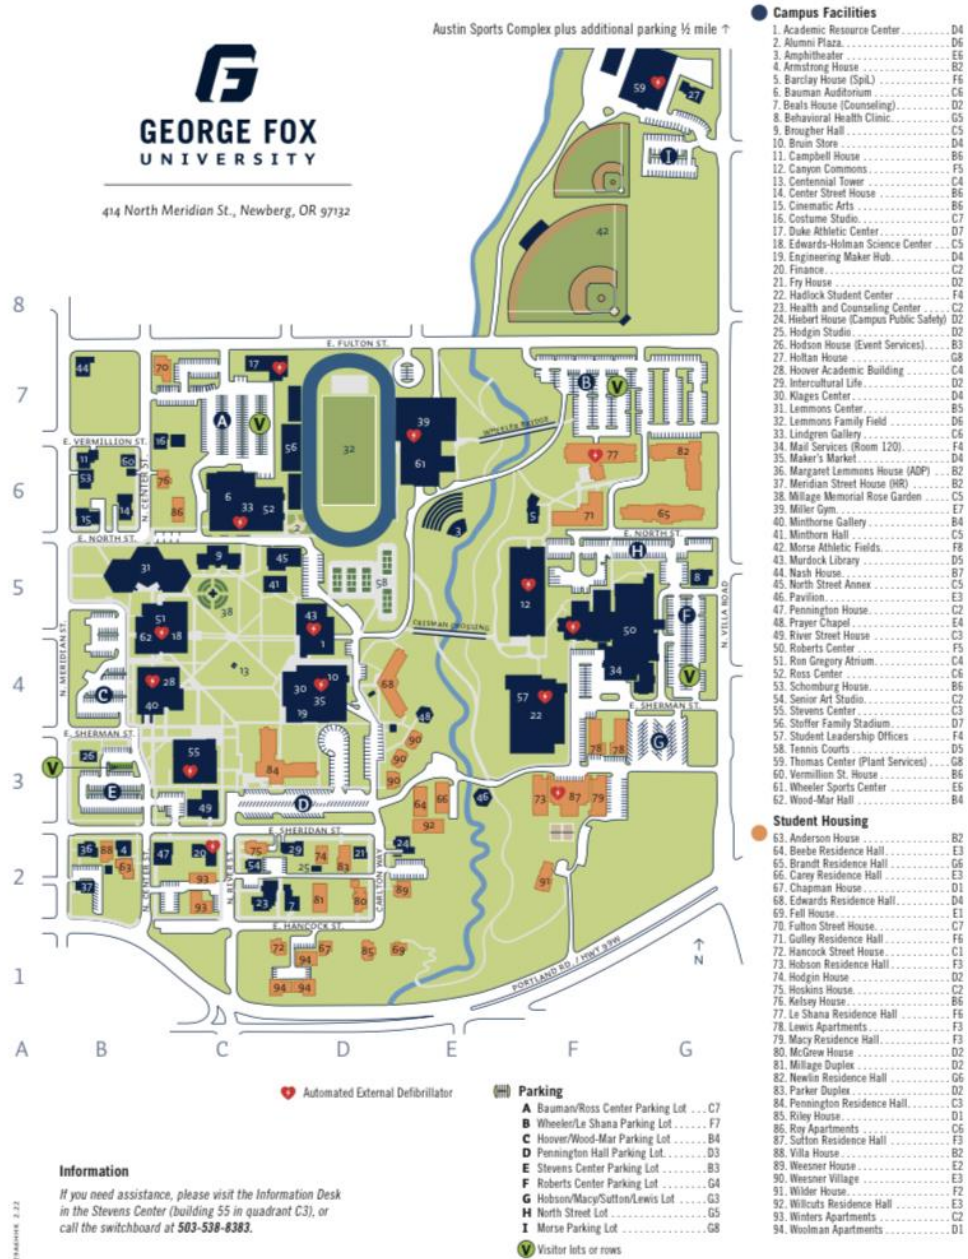 Austin Sports Complex plus additional parking ½ mile ↑
GEORGE FOX
UNIVERSITY
414 North Meridian St., Newberg, OR 97132
8
7
6
5
4
3
2
1
A B C D E F G
E. FULTON ST.
E. VERMILLION ST.
N. CENTER ST.
E. NORTH ST.
E. NORTH ST.
N. MERIDIAN ST.
N. VILLA ROAD
CRISMAN CROSSING
E. SHERMAN ST.
E. SHERMAN ST.
E. SHERIDAN ST.
N. CENTER ST.
N. RIVER ST.
CARLTON WAY
E. HANCOCK ST.
PORTLAND RD. / HWY 99W
N
Campus Facilities
1. Academic Resource Center D4
2. Alumni Plaza D6
3. Amphitheater E6
4. Armstrong House B2
5. Barclay House (SpiL) F6
6. Bauman Auditorium C6
7. Beals House (Counseling) D2
8. Behavioral Health Clinic G5
9. Brougher Hall C5
10. Bruin Store D4
11. Campbell House B6
12. Canyon Commons F5
13. Centennial Tower C4
14. Center Street House B6
15. Cinematic Arts B6
16. Costume Studio C7
17. Duke Athletic Center D7
18. Edwards-Holman Science Center C5
19. Engineering Maker Hub D4
20. Finance C2
21. Fry House D2
22. Hadlock Student Center F4
23. Health and Counseling Center C2
24. Hiebert House (Campus Public Safety) D2
25. Hodgin Studio D2
26. Hodson House (Event Services) B3
27. Holtan House G8
28. Hoover Academic Building C4
29. Intercultural Life D2
30. Klages Center D4
31. Lemmons Center B5
32. Lemmons Family Field D6
33. Lindgren Gallery C6
34. Mail Services (Room 120) F4
35. Maker's Market D4
36. Margaret Lemmons House (ADP) B2
37. Meridian Street House (HR) B2
38. Millage Memorial Rose Garden C5
39. Miller Gym E7
40. Minthorne Gallery B4
41. Minthorn Hall C5
42. Morse Athletic Fields F8
43. Murdock Library D5
44. Nash House B7
45. North Street Annex C5
46. Pavilion E3
47. Pennington House C2
48. Prayer Chapel E4
49. River Street House C3
50. Roberts Center F5
51. Ron Gregory Atrium C4
52. Ross Center C6
53. Schomburg House B6
54. Senior Art Studio C2
55. Stevens Center C3
56. Stoffer Family Stadium D7
57. Student Leadership Offices F4
58. Tennis Courts D5
59. Thomas Center (Plant Services) G8
60. Vermillion St. House B6
61. Wheeler Sports Center E6
62. Wood-Mar Hall B4
Student Housing
63. Anderson House B2
64. Beebe Residence Hall E3
65. Brandt Residence Hall G6
66. Carey Residence Hall E3
67. Chapman House D1
68. Edwards Residence Hall D4
69. Fell House E1
70. Fulton Street House C7
71. Gulley Residence Hall F6
72. Hancock Street House C1
73. Hobson Residence Hall F3
74. Hodgin House D2
75. Hoskins House C2
76. Kelsey House B6
77. Le Shana Residence Hall F6
78. Lewis Apartments F3
79. Macy Residence Hall F3
80. McGrew House D2
81. Millage Duplex D2
82. Newlin Residence Hall G6
83. Parker Duplex D2
84. Pennington Residence Hall C3
85. Riley House D1
86. Roy Apartments C6
87. Sutton Residence Hall F3
88. Villa House B2
89. Weesner House E2
90. Weesner Village E3
91. Wilder House F2
92. Willcuts Residence Hall E3
93. Winters Apartments C2
94. Woolman Apartments D1
Automated External Defibrillator
Parking
A Bauman/Ross Center Parking Lot C7
B Wheeler/Le Shana Parking Lot F7
C Hoover/Wood-Mar Parking Lot B4
D Pennington Hall Parking Lot D3
E Stevens Center Parking Lot B3
F Roberts Center Parking Lot G4
G Hobson/Macy/Sutton/Lewis Lot G3
H North Street Lot G5
I Morse Parking Lot G8
V Visitor lots or rows
Information
If you need assistance, please visit the Information Desk
in the Stevens Center (building 55 in quadrant C3), or
call the switchboard at 503-538-8383.